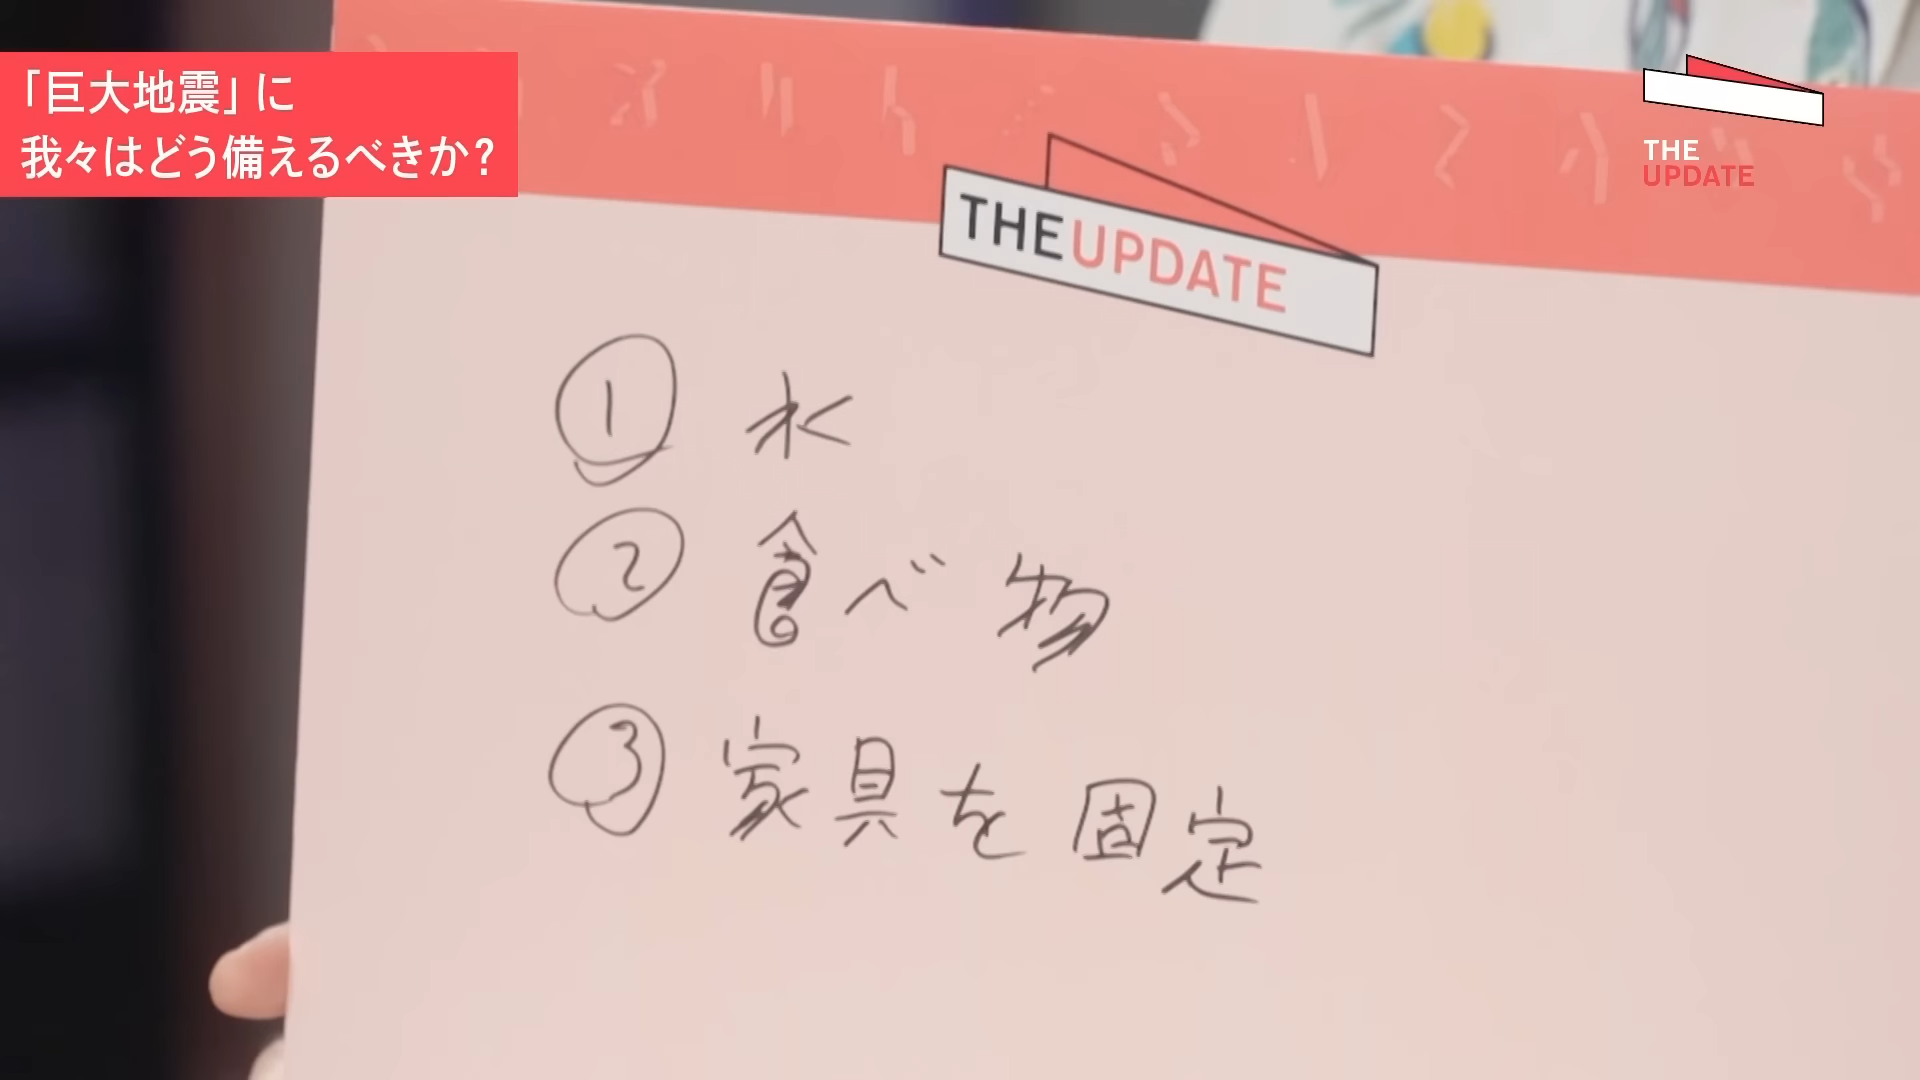 「巨大地震」に
我々はどう備えるべきか?
THE
UPDATE
THE UPDATE
① 水
② 食べ物
③ 家具を固定